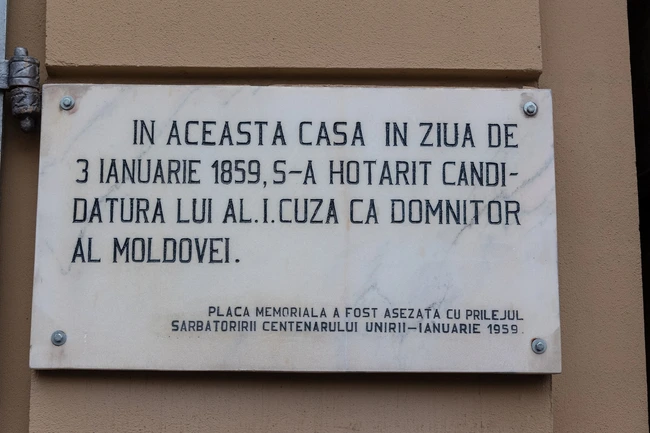 IN ACEASTA CASA IN ZIUA DE
3 IANUARIE 1859, S-A HOTARIT CANDI-
DATURA LUI AL.I.CUZA CA DOMNITOR
AL MOLDOVEI.
PLACA MEMORIALA A FOST ASEZATA CU PRILEJUL
SARBATORIRII CENTENARULUI UNIRII-IANUARIE 1959.